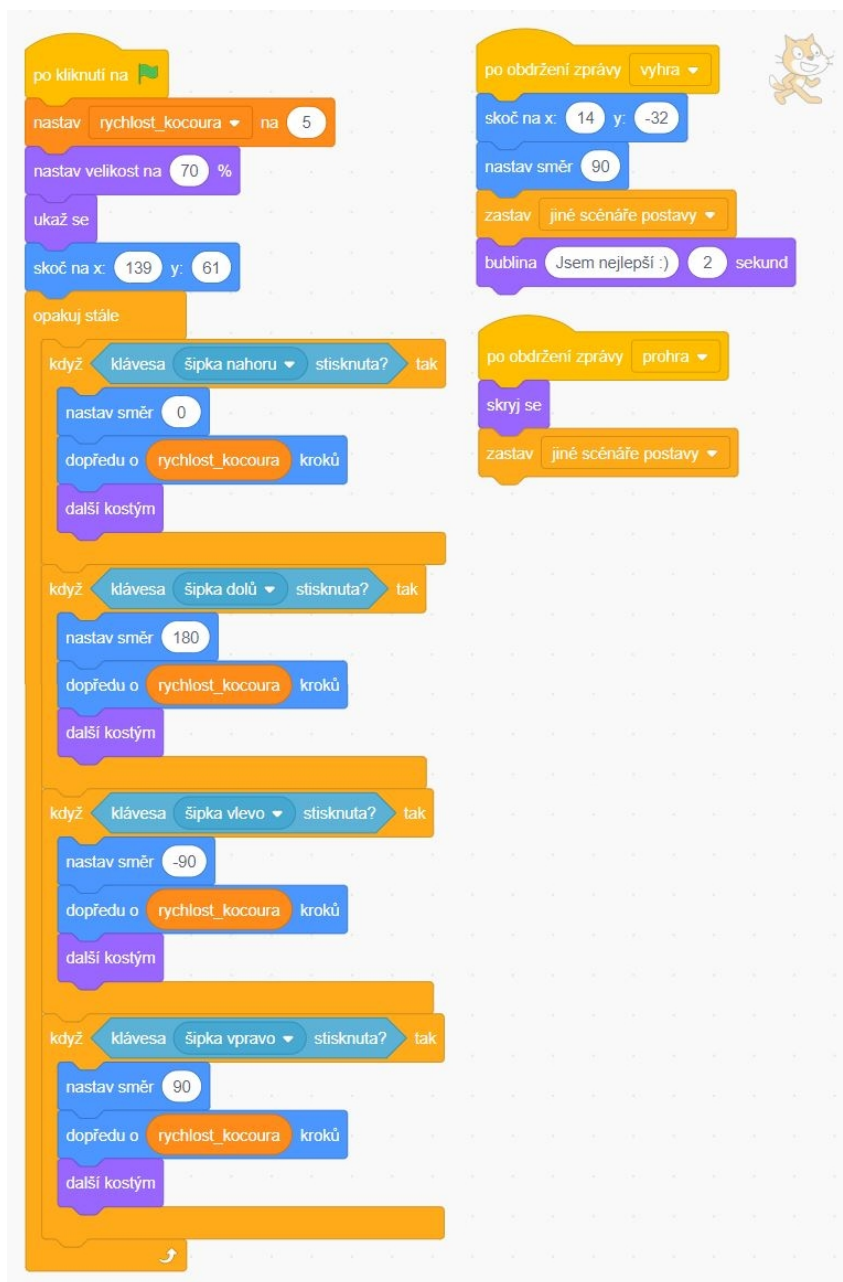 po kliknutí na
nastav rychlost_kocoura na 5
nastav velikost na 70 %
ukaž se
skoč na x: 139 y: 61
opakuj stále
když klávesa šipka nahoru stisknuta? tak
nastav směr 0
dopředu o rychlost_kocoura kroků
další kostým
když klávesa šipka dolů stisknuta? tak
nastav směr 180
dopředu o rychlost_kocoura kroků
další kostým
když klávesa šipka vlevo stisknuta? tak
nastav směr -90
dopředu o rychlost_kocoura kroků
další kostým
když klávesa šipka vpravo stisknuta? tak
nastav směr 90
dopředu o rychlost_kocoura kroků
další kostým
po obdržení zprávy vyhra
skoč na x: 14 y: -32
nastav směr 90
zastav jiné scénáře postavy
bublina Jsem nejlepší :) 2 sekund
po obdržení zprávy prohra
skryj se
zastav jiné scénáře postavy